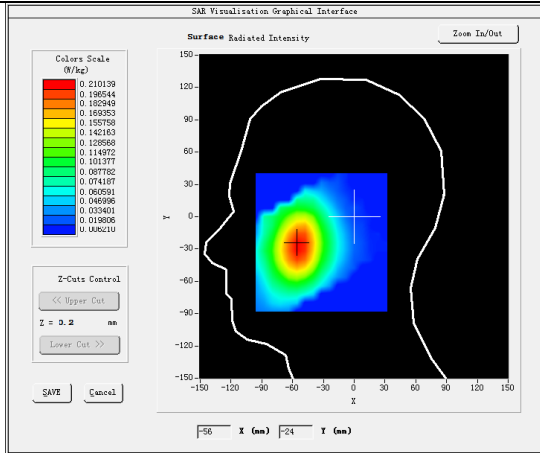 SAR Visualisation Graphical Interface
Surface Radiated Intensity
Zoom In/Out
Colors Scale
(W/kg)
0.210139
0.196544
0.182949
0.169353
0.155758
0.142163
0.128568
0.114972
0.101377
0.087782
0.074187
0.060591
0.046996
0.033401
0.019806
0.006210
Z-Cuts Control
<< Upper Cut
Z = 0.2 mm
Lower Cut >>
SAVE Cancel
150
120
90
60
30
0
-30
-60
-90
-120
-150
Y
-150 -120 -90 -60 -30 0 30 60 90 120 150
X
-56 X (mm) -24 Y (mm)